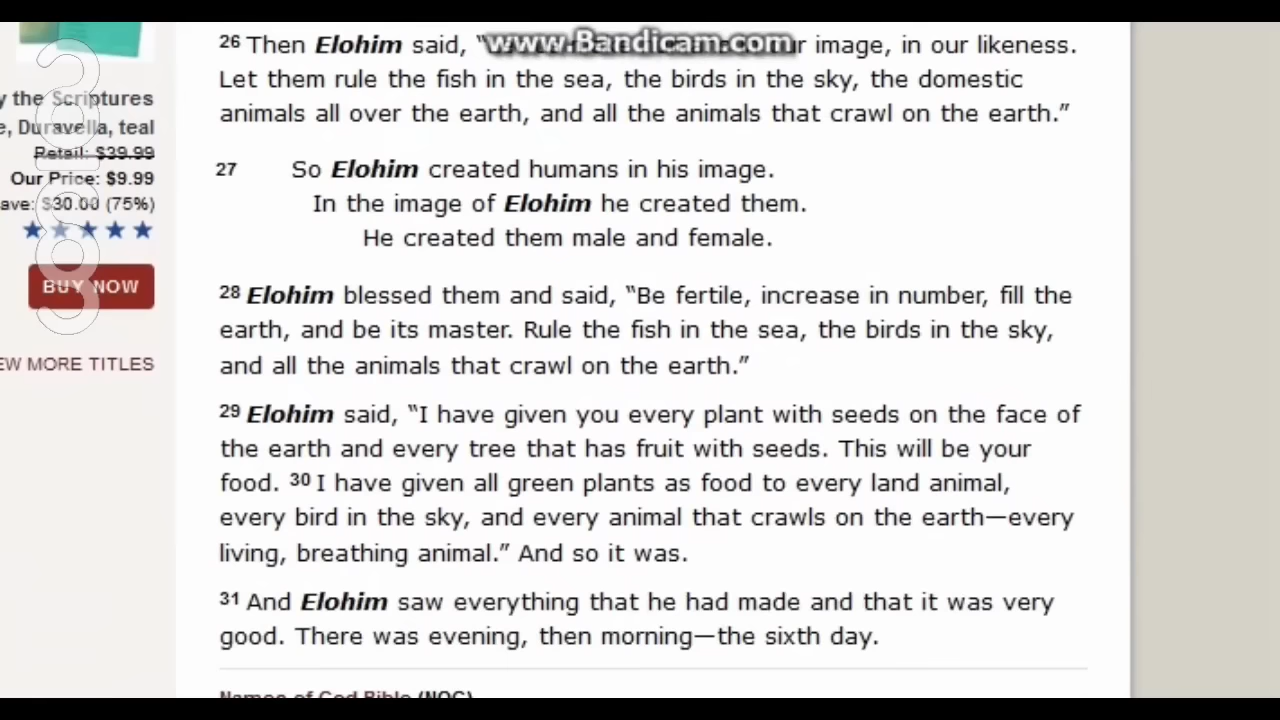 www.Bandicam.com
26 Then Elohim said, “ image, in our likeness.
Let them rule the fish in the sea, the birds in the sky, the domestic
animals all over the earth, and all the animals that crawl on the earth.”
27 So Elohim created humans in his image.
In the image of Elohim he created them.
He created them male and female.
28 Elohim blessed them and said, “Be fertile, increase in number, fill the
earth, and be its master. Rule the fish in the sea, the birds in the sky,
and all the animals that crawl on the earth.”
29 Elohim said, “I have given you every plant with seeds on the face of
the earth and every tree that has fruit with seeds. This will be your
food. 30 I have given all green plants as food to every land animal,
every bird in the sky, and every animal that crawls on the earth—every
living, breathing animal.” And so it was.
31 And Elohim saw everything that he had made and that it was very
good. There was evening, then morning—the sixth day.
Names of God Bible (NOG)
y the Scriptures
e, Duravella, teal
Retail: $39.99
Our Price: $9.99
ave: $30.00 (75%)
BUY NOW
EW MORE TITLES